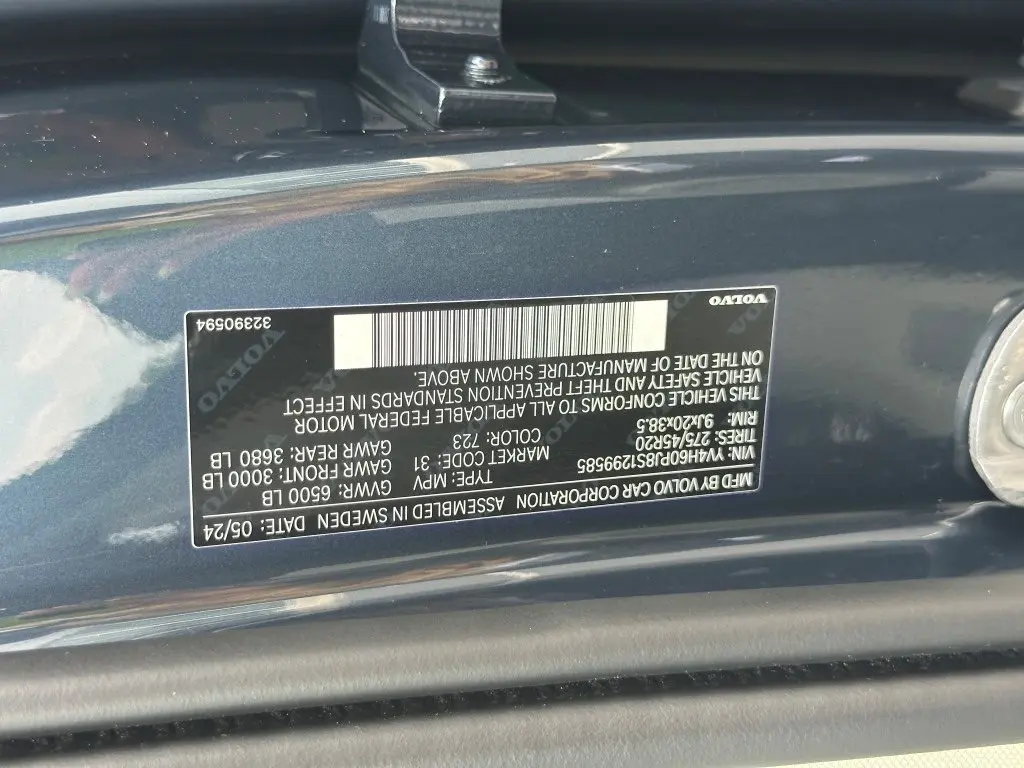 MFD BY VOLVO CAR CORPORATION ASSEMBLED IN SWEDEN DATE: 05/24
VIN: YV4H60PJ8S1299585 TYPE: MPV GVWR: 6500 LB
TIRES: 275/45R20 MARKET CODE: 31 GAWR FRONT: 3000 LB
RIM: 9Jx20x38.5 COLOR: 723 GAWR REAR: 3680 LB
THIS VEHICLE CONFORMS TO ALL APPLICABLE FEDERAL MOTOR
VEHICLE SAFETY AND THEFT PREVENTION STANDARDS IN EFFECT
ON THE DATE OF MANUFACTURE SHOWN ABOVE.
VOLVO 32390594